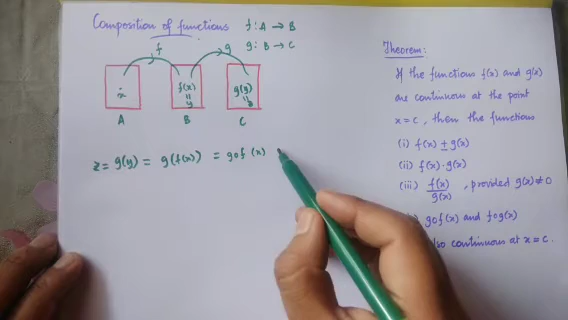 Composition of functions f: A → B
g: B → C
f g
x f(x) g(y)
|| ||
y z
A B C
z = g(y) = g(f(x)) = gof (x)
Theorem:
If the functions f(x) and g(x)
are continuous at the point
x=c, then the functions
(i) f(x) ± g(x)
(ii) f(x)·g(x)
(iii) f(x)/g(x), provided g(x)≠0
gof(x) and fog(x)
also continuous at x=c.